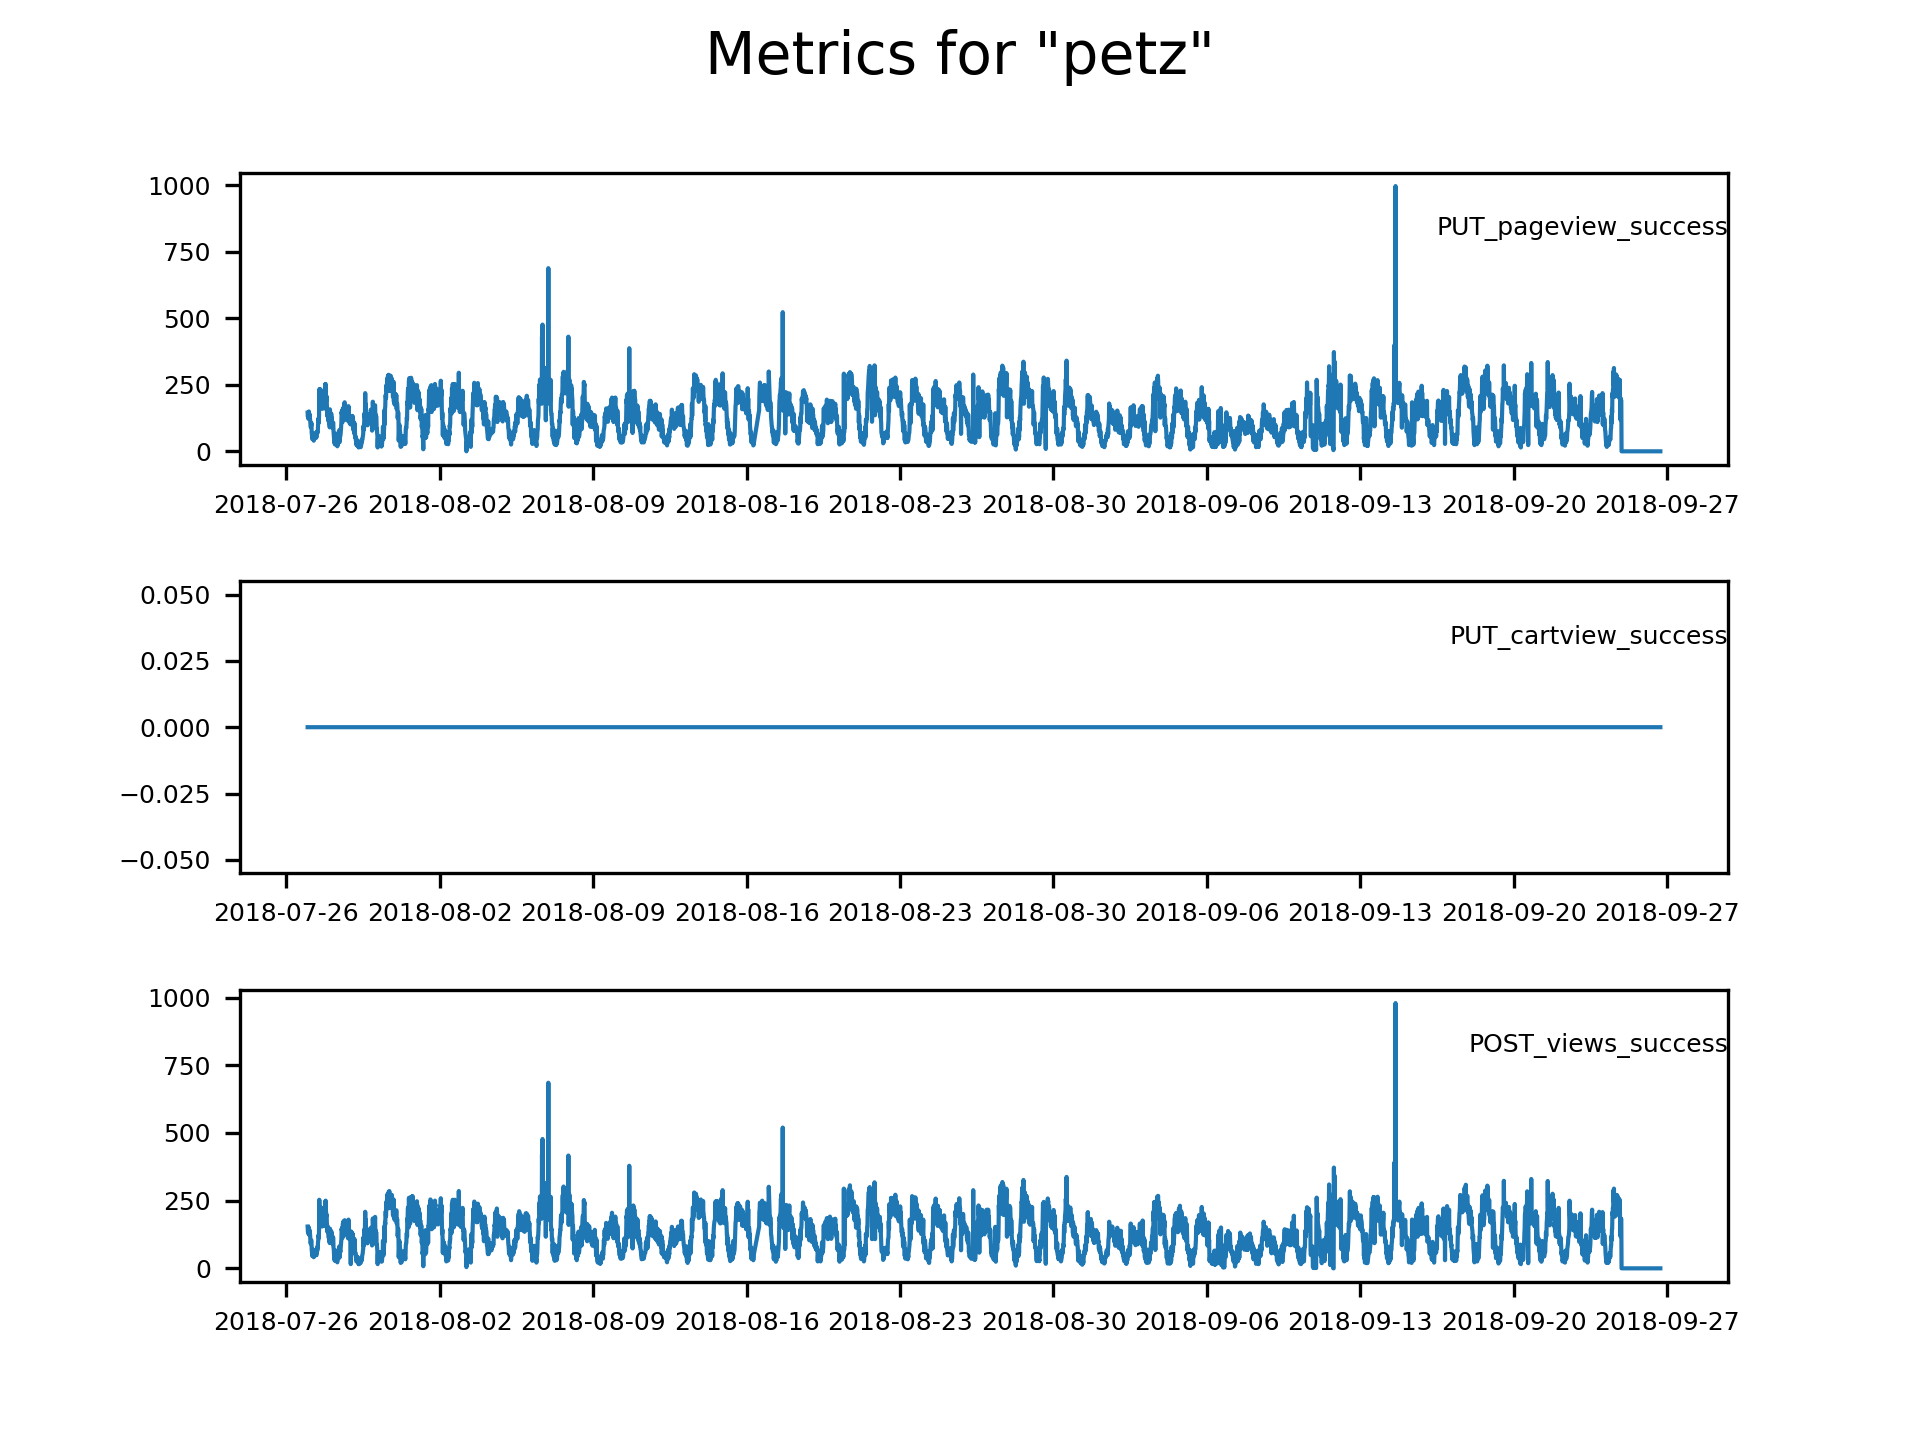 Metrics for "petz"
1000
750
500
250
0
PUT_pageview_success
2018-07-26 2018-08-02 2018-08-09 2018-08-16 2018-08-23 2018-08-30 2018-09-06 2018-09-13 2018-09-20 2018-09-27
0.050
0.025
0.000
−0.025
−0.050
PUT_cartview_success
2018-07-26 2018-08-02 2018-08-09 2018-08-16 2018-08-23 2018-08-30 2018-09-06 2018-09-13 2018-09-20 2018-09-27
1000
750
500
250
0
POST_views_success
2018-07-26 2018-08-02 2018-08-09 2018-08-16 2018-08-23 2018-08-30 2018-09-06 2018-09-13 2018-09-20 2018-09-27